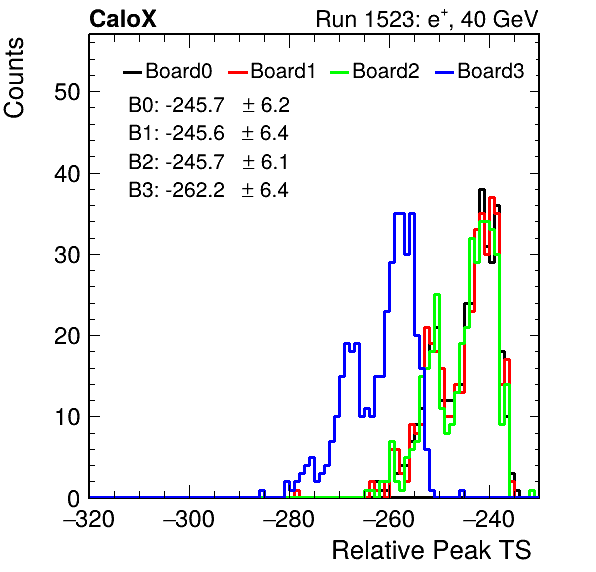 CaloX Run 1523: e⁺, 40 GeV
Counts
Board0 Board1 Board2 Board3
B0: -245.7 ± 6.2
B1: -245.6 ± 6.4
B2: -245.7 ± 6.1
B3: -262.2 ± 6.4
50
40
30
20
10
0
−320 −300 −280 −260 −240
Relative Peak TS